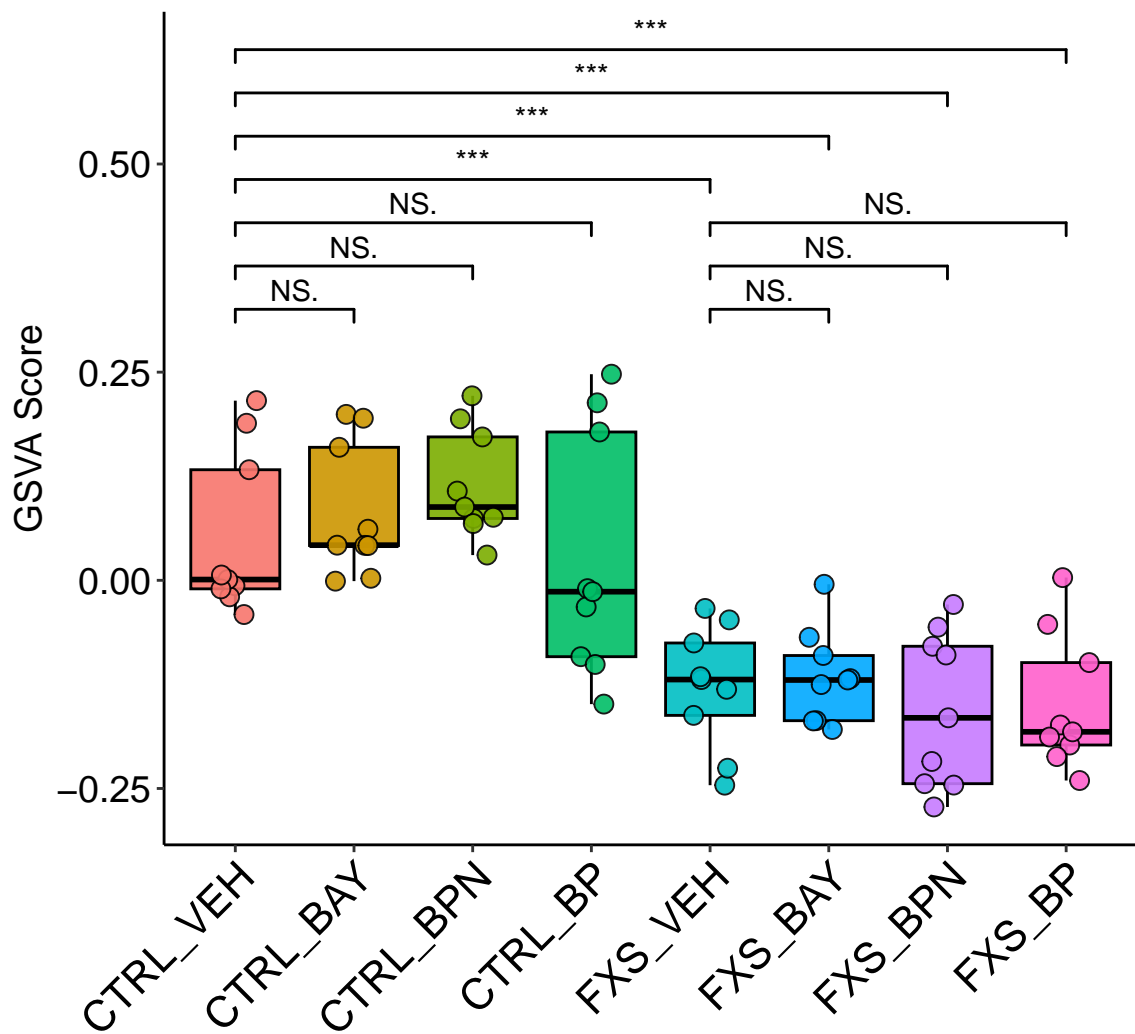 ***
***
***
***
NS.
NS.
NS.
NS.
NS.
NS.
GSVA Score
0.50
0.25
0.00
−0.25
CTRL_VEH
CTRL_BAY
CTRL_BPN
CTRL_BP
FXS_VEH
FXS_BAY
FXS_BPN
FXS_BP